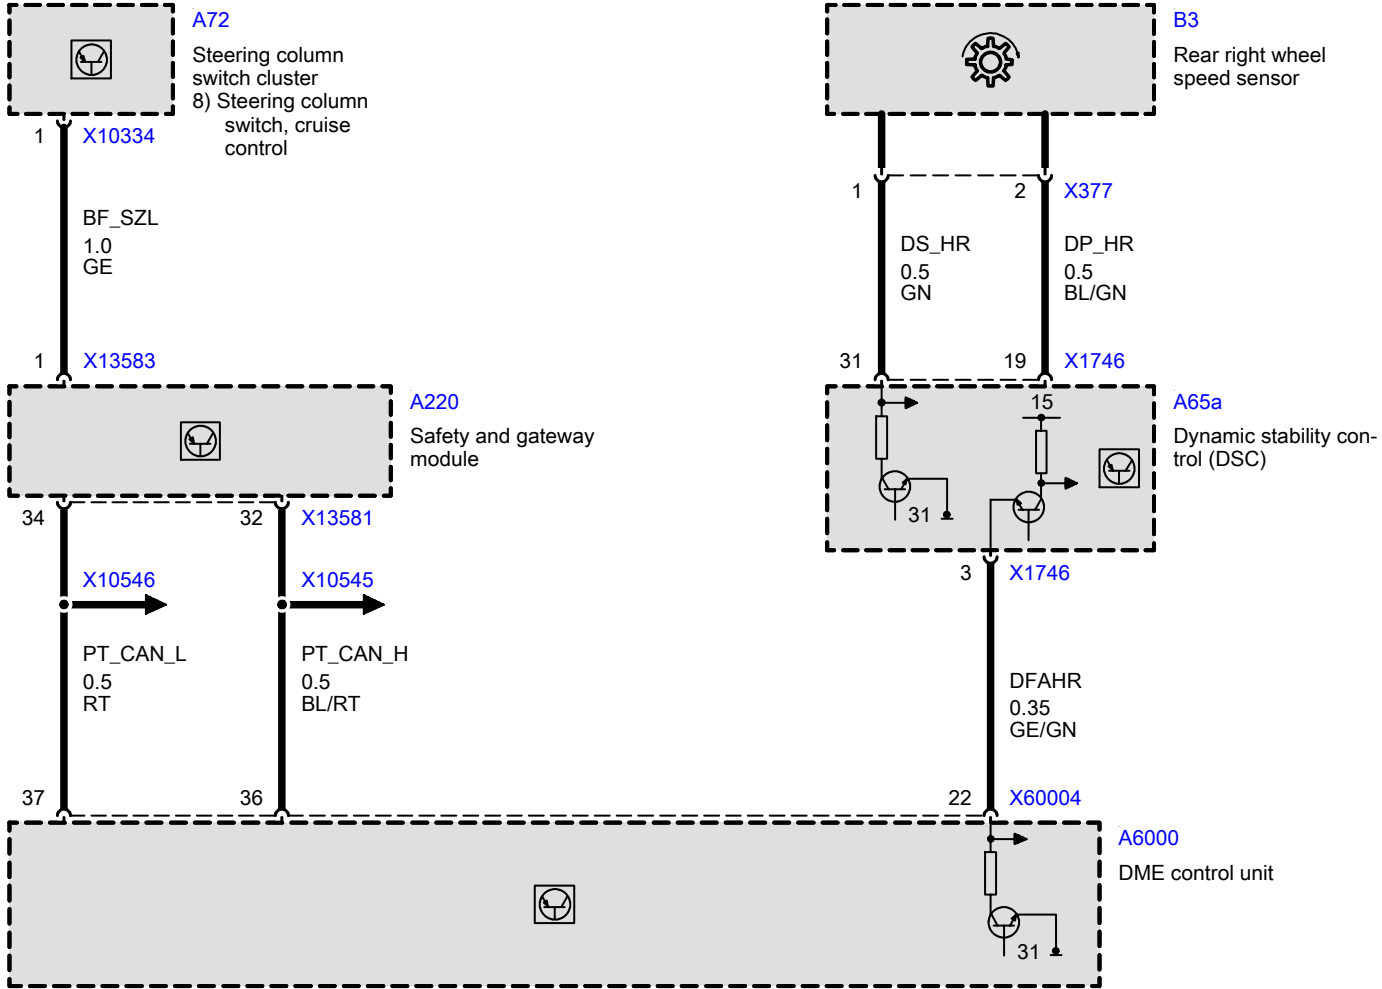 A72
Steering column
switch cluster
8) Steering column
switch, cruise
control
B3
Rear right wheel
speed sensor
1 X10334
1 2 X377
BF_SZL
1.0
GE
DS_HR
0.5
GN
DP_HR
0.5
BL/GN
1 X13583
31 19 X1746
A220
Safety and gateway
module
15
31
A65a
Dynamic stability con-
trol (DSC)
34 32 X13581
3 X1746
X10546
X10545
PT_CAN_L
0.5
RT
PT_CAN_H
0.5
BL/RT
DFAHR
0.35
GE/GN
37 36 22 X60004
A6000
DME control unit
31